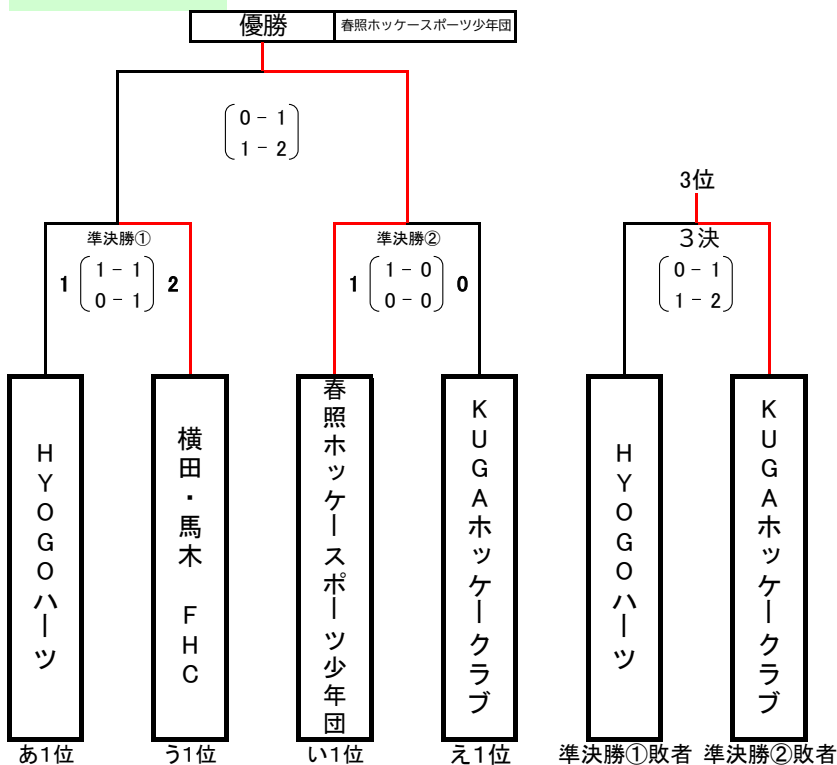 優勝 春照ホッケースポーツ少年団
0 - 1
1 - 2
3位
準決勝①
1 1 - 1 2
0 - 1
準決勝②
1 1 - 0 0
0 - 0
３決
0 - 1
1 - 2
HYOGOハーツ
横田・馬木　FHC
春照ホッケースポーツ少年団
KUGAホッケークラブ
HYOGOハーツ
KUGAホッケークラブ
あ1位 う1位 い1位 え1位 準決勝①敗者 準決勝②敗者